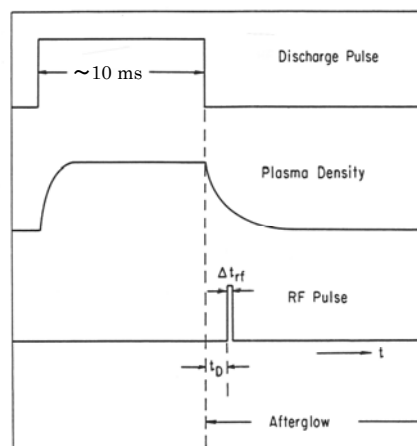 Discharge Pulse
~10 ms
Plasma Density
Δt_rf
RF Pulse
t
t_D
Afterglow